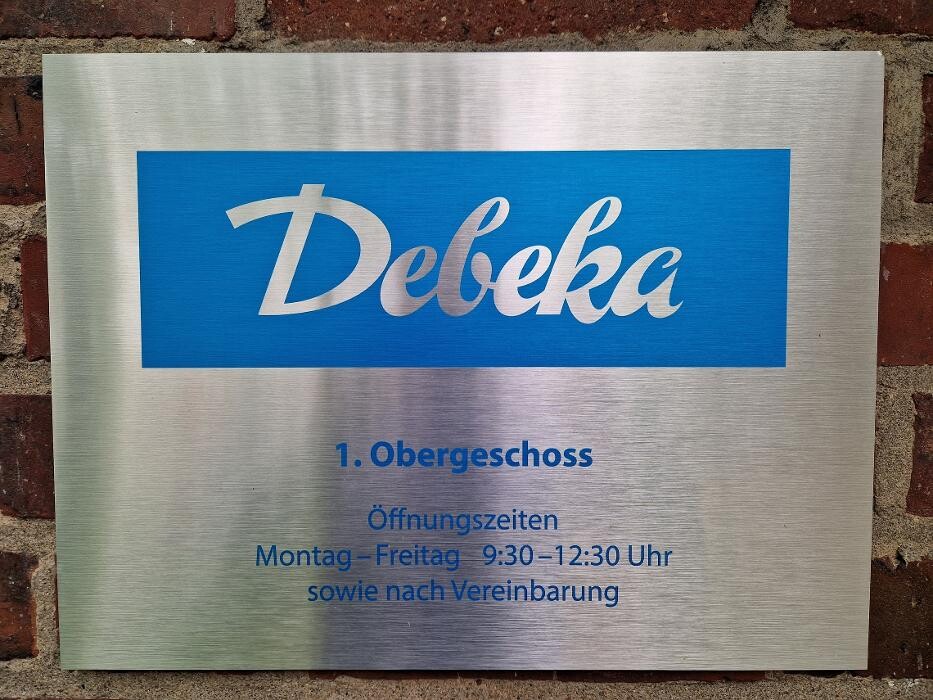 Debeka
1. Obergeschoss
Öffnungszeiten
Montag – Freitag 9:30 – 12:30 Uhr
sowie nach Vereinbarung